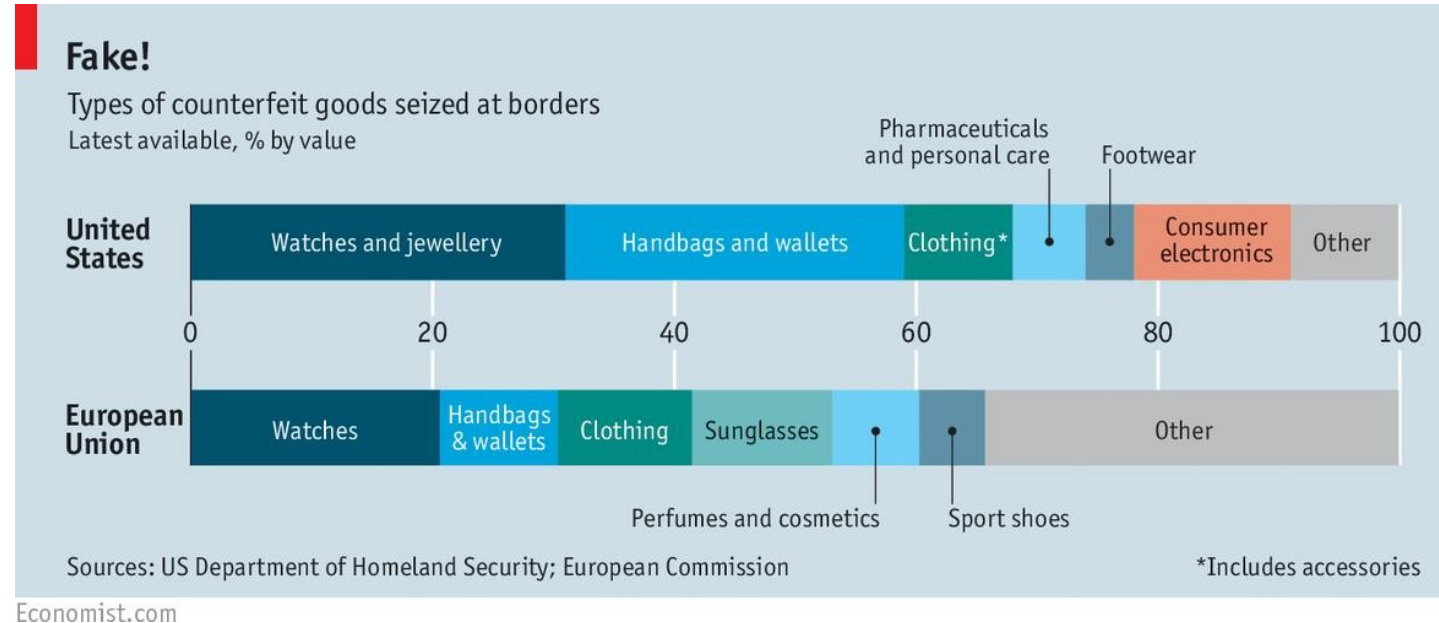 Fake!
Types of counterfeit goods seized at borders
Latest available, % by value
Pharmaceuticals
and personal care
Footwear
United
States
Watches and jewellery
Handbags and wallets
Clothing*
Consumer
electronics
Other
0 20 40 60 80 100
European
Union
Watches
Handbags
& wallets
Clothing
Sunglasses
Other
Perfumes and cosmetics
Sport shoes
Sources: US Department of Homeland Security; European Commission
*Includes accessories
Economist.com